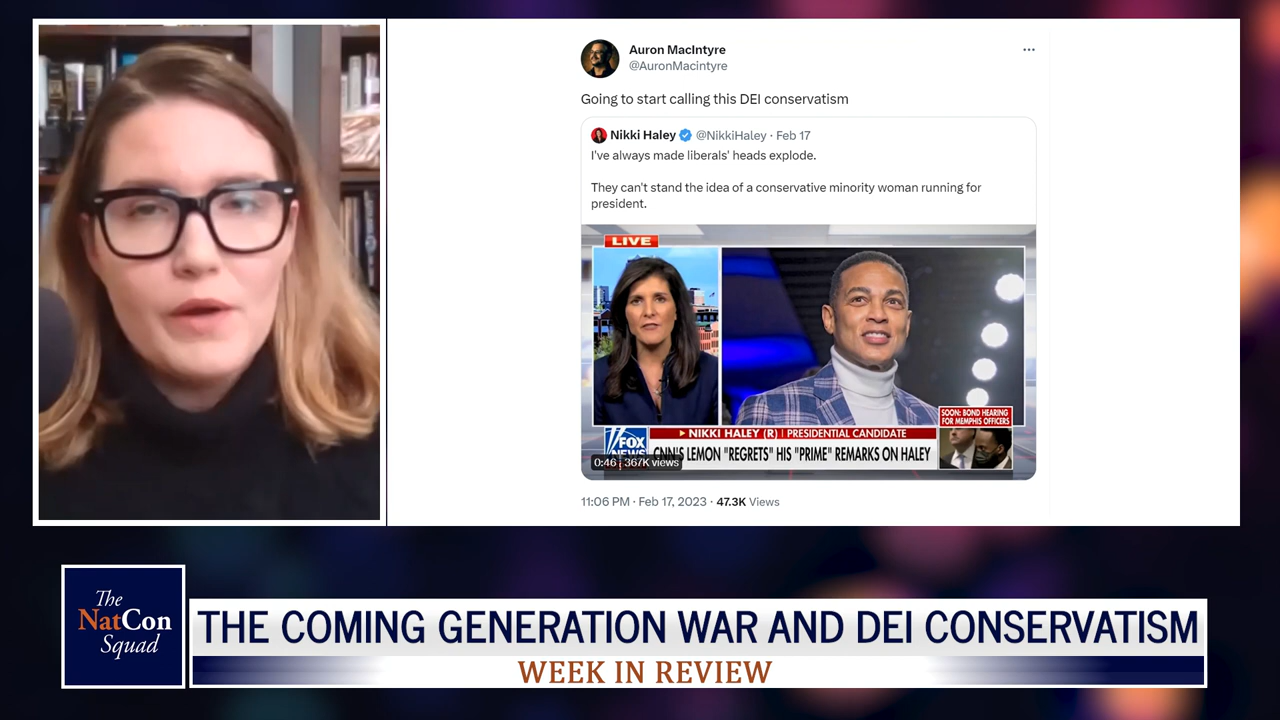 Auron MacIntyre
@AuronMacintyre
Going to start calling this DEI conservatism
Nikki Haley @NikkiHaley · Feb 17
I've always made liberals' heads explode.
They can't stand the idea of a conservative minority woman running for
president.
LIVE
SOON: BOND HEARING
FOR MEMPHIS OFFICERS
NIKKI HALEY (R) | PRESIDENTIAL CANDIDATE
FOX
NEWS
CNN'S LEMON "REGRETS" HIS "PRIME" REMARKS ON HALEY
0:46 | 367K views
11:06 PM · Feb 17, 2023 · 47.3K Views
The
NatCon
Squad
THE COMING GENERATION WAR AND DEI CONSERVATISM
WEEK IN REVIEW